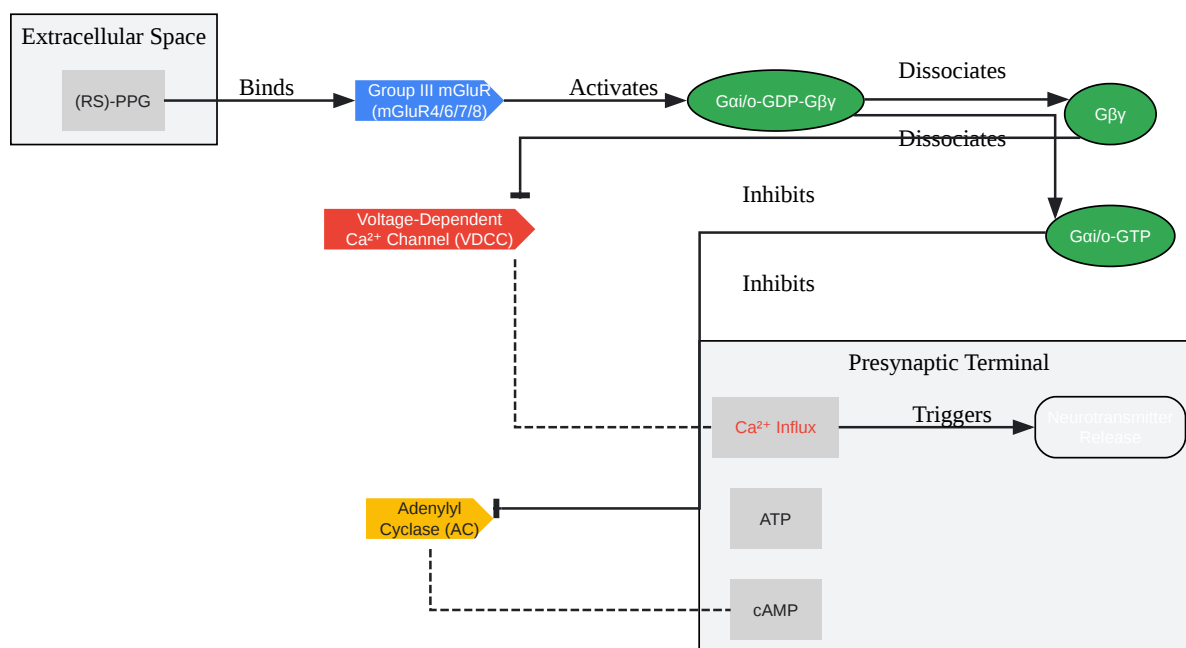 Extracellular Space
(RS)-PPG
Binds
Group III mGluR
(mGluR4/6/7/8)
Activates
Gαi/o-GDP-Gβγ
Dissociates
Gβγ
Dissociates
Voltage-Dependent
Ca²⁺ Channel (VDCC)
Inhibits
Gαi/o-GTP
Inhibits
Presynaptic Terminal
Ca²⁺ Influx
Triggers
Neurotransmitter
Release
Adenylyl
Cyclase (AC)
ATP
cAMP